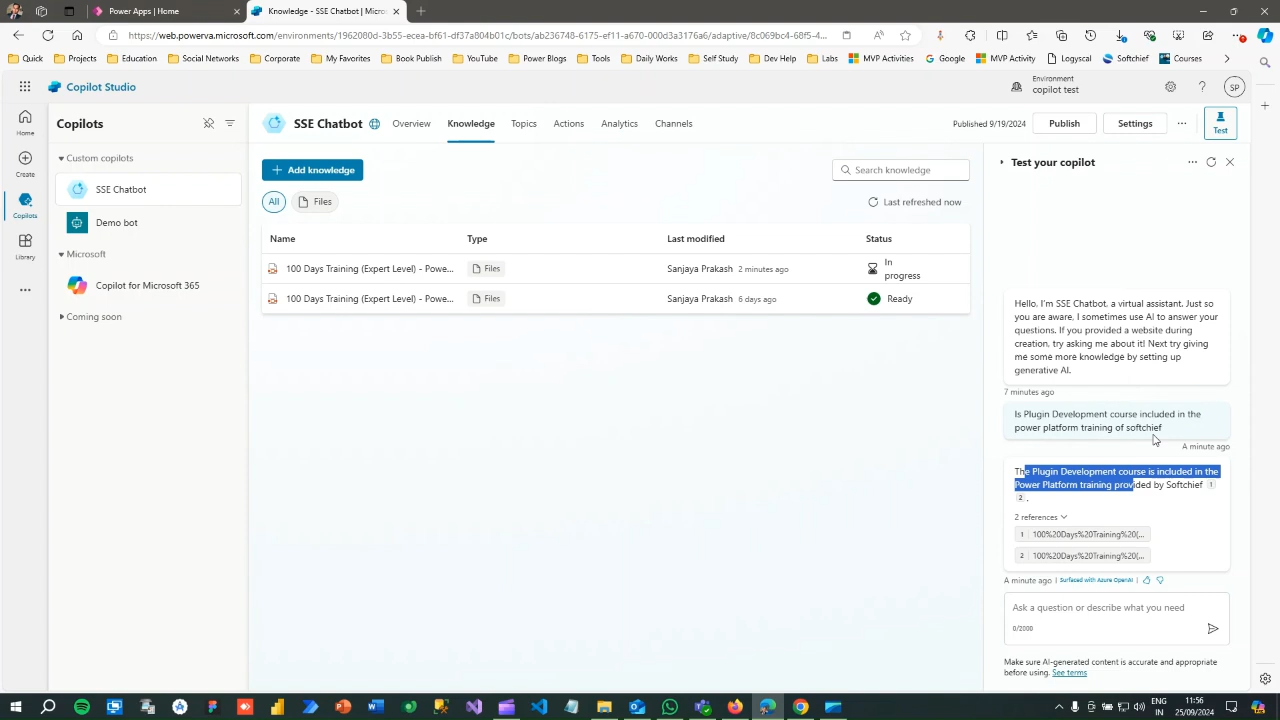 Power Apps | Home
Knowledge - SSE Chatbot | Micros
https://web.powerva.microsoft.com/environments/1962080d-3b55-ecea-bf61-df37a804b01c/bots/ab236748-6175-ef11-a670-000d3a3176a6/adaptive/8c069bc4-68f5-4...
Quick
Projects
Education
Social Networks
Corporate
My Favorites
Book Publish
YouTube
Power Blogs
Tools
Daily Works
Self Study
Dev Help
Labs
MVP Activities
Google
MVP Activity
Logyscal
Softchief
Courses
Copilot Studio
Environment
copilot test
SP
Home
Create
Copilots
Library
Copilots
Custom copilots
SSE Chatbot
Demo bot
Microsoft
Copilot for Microsoft 365
Coming soon
SSE Chatbot
Overview
Knowledge
Topics
Actions
Analytics
Channels
Published 9/19/2024
Publish
Settings
Test
Add knowledge
Search knowledge
All
Files
Last refreshed now
Name Type Last modified Status
100 Days Training (Expert Level) - Powe... Files Sanjaya Prakash 2 minutes ago In
progress
100 Days Training (Expert Level) - Powe... Files Sanjaya Prakash 6 days ago Ready
Test your copilot
Hello, I'm SSE Chatbot, a virtual assistant. Just so
you are aware, I sometimes use AI to answer your
questions. If you provided a website during
creation, try asking me about it! Next try giving
me some more knowledge by setting up
generative AI.
7 minutes ago
Is Plugin Development course included in the
power platform training of softchief
A minute ago
The Plugin Development course is included in the
Power Platform training provided by Softchief 1
2 .
2 references
1 100%20Days%20Training%20(...
2 100%20Days%20Training%20(...
A minute ago | Surfaced with Azure OpenAI |
Ask a question or describe what you need
0/2000
Make sure AI-generated content is accurate and appropriate
before using. See terms
ENG
IN
11:56
25/09/2024